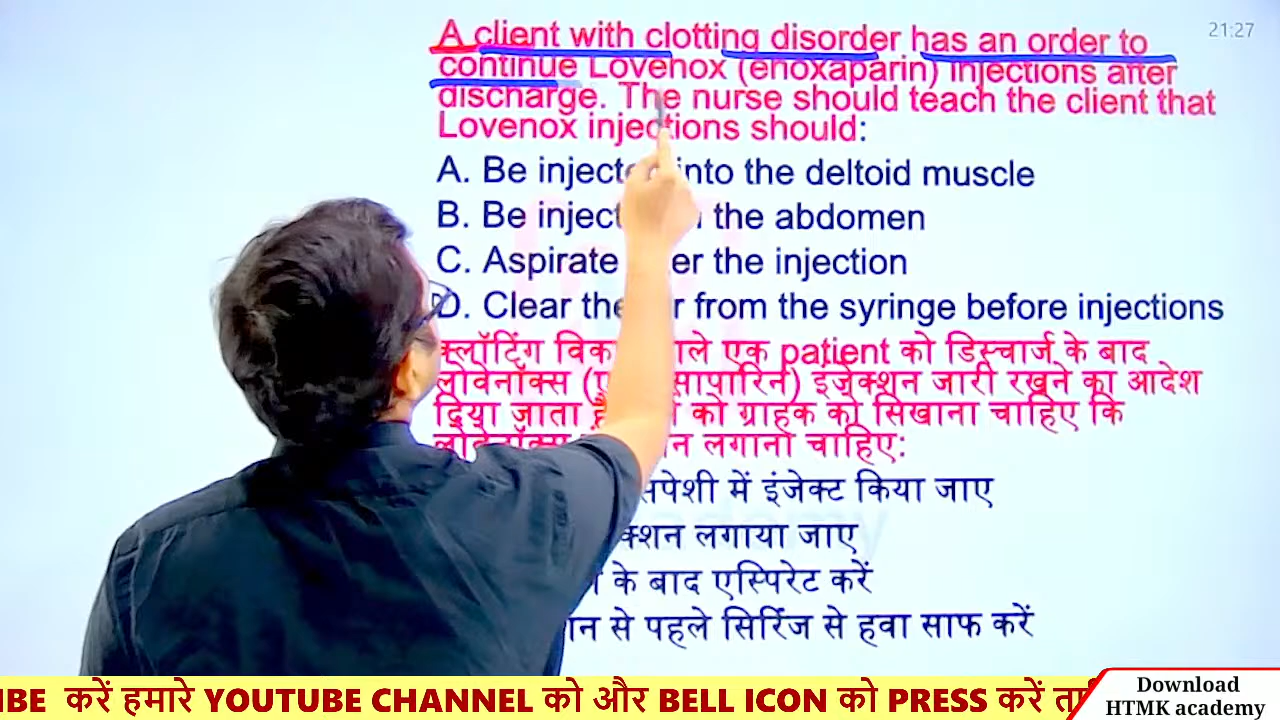 21:27
A client with clotting disorder has an order to
continue Lovenox (enoxaparin) injections after
discharge. The nurse should teach the client that
Lovenox injections should:
A. Be injected into the deltoid muscle
B. Be inject the abdomen
C. Aspirate the injection
D. Clear the from the syringe before injections
क्लॉटिंग एक patient को डिस्चार्ज के बाद
लोवेनॉक्स इंजेक्शन जारी रखने का आदेश
दिया जाता को ग्राहक को सिखाना चाहिए कि
लगाना चाहिए:
में इंजेक्ट किया जाए
लगाया जाए
के बाद एस्पिरेट करें
से पहले सिरिंज से हवा साफ करें
करें हमारे YOUTUBE CHANNEL को और BELL ICON को PRESS करें
Download
HTMK academy